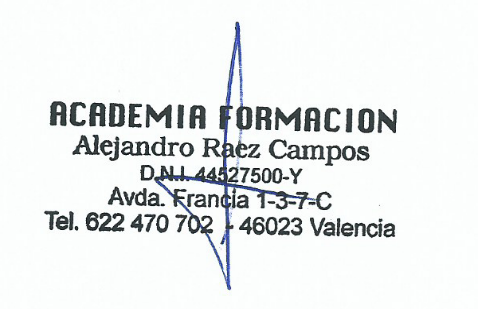 ACADEMIA FORMACION
Alejandro Raez Campos
D.N.I. 44527500-Y
Avda. Francia 1-3-7-C
Tel. 622 470 702 - 46023 Valencia